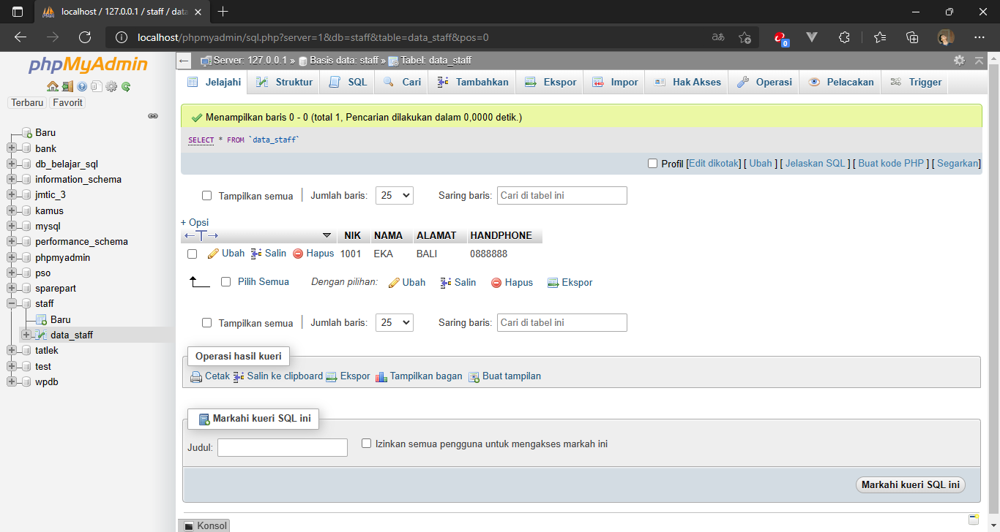 localhost / 127.0.0.1 / staff / data
localhost/phpmyadmin/sql.php?server=1&db=staff&table=data_staff&pos=0
あ 0
phpMyAdmin
Terbaru Favorit
Baru
bank
db_belajar_sql
information_schema
jmtic_3
kamus
mysql
performance_schema
phpmyadmin
pso
sparepart
staff
Baru
data_staff
tatlek
test
wpdb
Server: 127.0.0.1 » Basis data: staff » Tabel: data_staff
Jelajahi Struktur SQL Cari Tambahkan Ekspor Impor Hak Akses Operasi Pelacakan Trigger
Menampilkan baris 0 - 0 (total 1, Pencarian dilakukan dalam 0,0000 detik.)
SELECT * FROM `data_staff`
Profil [Edit dikotak] [ Ubah ] [ Jelaskan SQL ] [ Buat kode PHP ] [ Segarkan]
Tampilkan semua | Jumlah baris: 25 Saring baris: Cari di tabel ini
+ Opsi
←T→ NIK NAMA ALAMAT HANDPHONE
Ubah Salin Hapus 1001 EKA BALI 0888888
Pilih Semua Dengan pilihan: Ubah Salin Hapus Ekspor
Tampilkan semua | Jumlah baris: 25 Saring baris: Cari di tabel ini
Operasi hasil kueri
Cetak Salin ke clipboard Ekspor Tampilkan bagan Buat tampilan
Markahi kueri SQL ini
Judul: Izinkan semua pengguna untuk mengakses markah ini
Markahi kueri SQL ini
Konsol